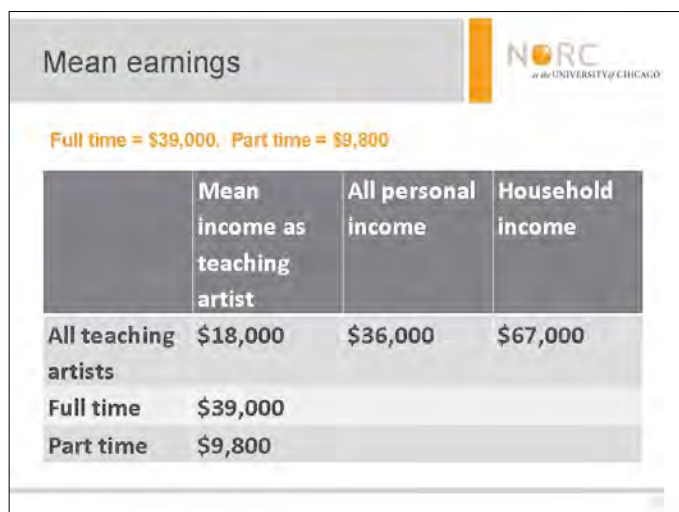 Mean earnings
NORC
at the UNIVERSITY of CHICAGO
Full time = $39,000. Part time = $9,800
Mean income as teaching artist
All personal income
Household income
All teaching artists $18,000 $36,000 $67,000
Full time $39,000
Part time $9,800